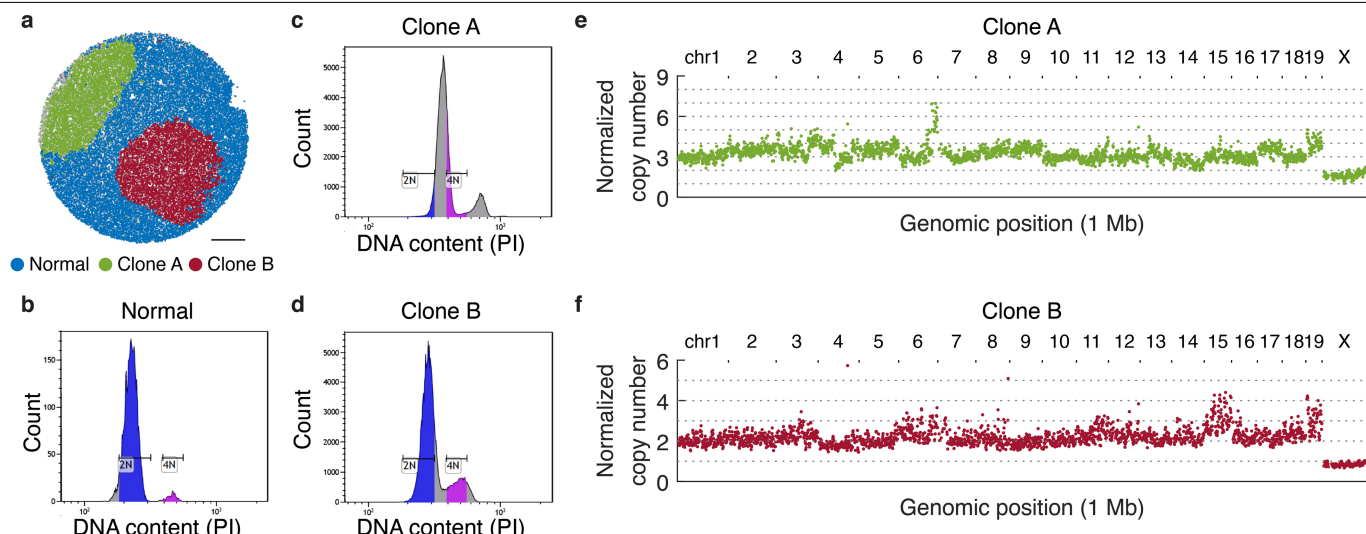 a
Normal Clone A Clone B
b
Normal
Count
150
100
50
0
2N
4N
10²
10³
DNA content (PI)
c
Clone A
Count
5000
4000
3000
2000
1000
0
2N
4N
10²
10³
DNA content (PI)
d
Clone B
Count
5000
4000
3000
2000
1000
0
2N
4N
10²
10³
DNA content (PI)
e
Clone A
chr1 2 3 4 5 6 7 8 9 10 11 12 13 14 15 16 17 18 19 X
Normalized
copy number
9
6
3
0
Genomic position (1 Mb)
f
Clone B
chr1 2 3 4 5 6 7 8 9 10 11 12 13 14 15 16 17 18 19 X
Normalized
copy number
6
4
2
0
Genomic position (1 Mb)